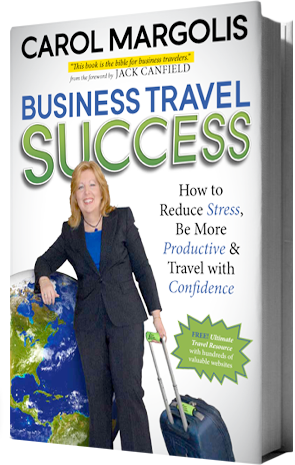 CAROL MARGOLIS
"This book is the bible for business travelers."
from the foreword by JACK CANFIELD
BUSINESS TRAVEL
SUCCESS
How to
Reduce Stress,
Be More
Productive &
Travel with
Confidence
FREE! Ultimate
Travel Resource
with hundreds of
valuable websites